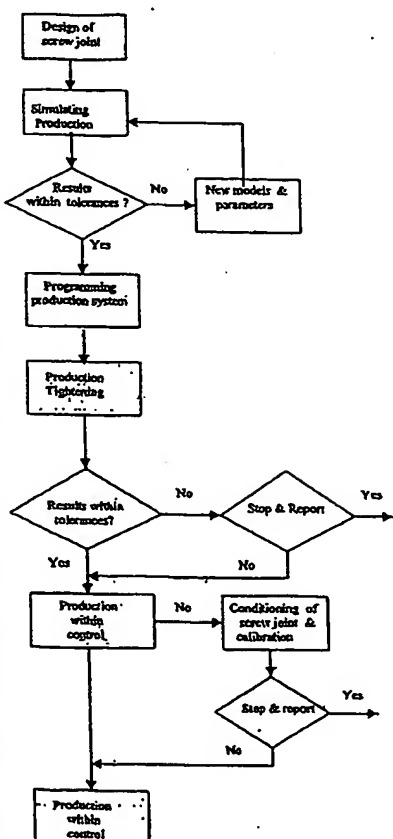 Design of
screw joint
Simulating
Production
Results
within tolerances ?
No
New models &
parameters
Yes
Programming
production system
Production
Tightening
Results within
tolerances?
No
Stop & Report
Yes
Yes
No
Production
within
control
No
Conditioning of
screw joint &
calibration
Stop & report
Yes
No
Production
within
control